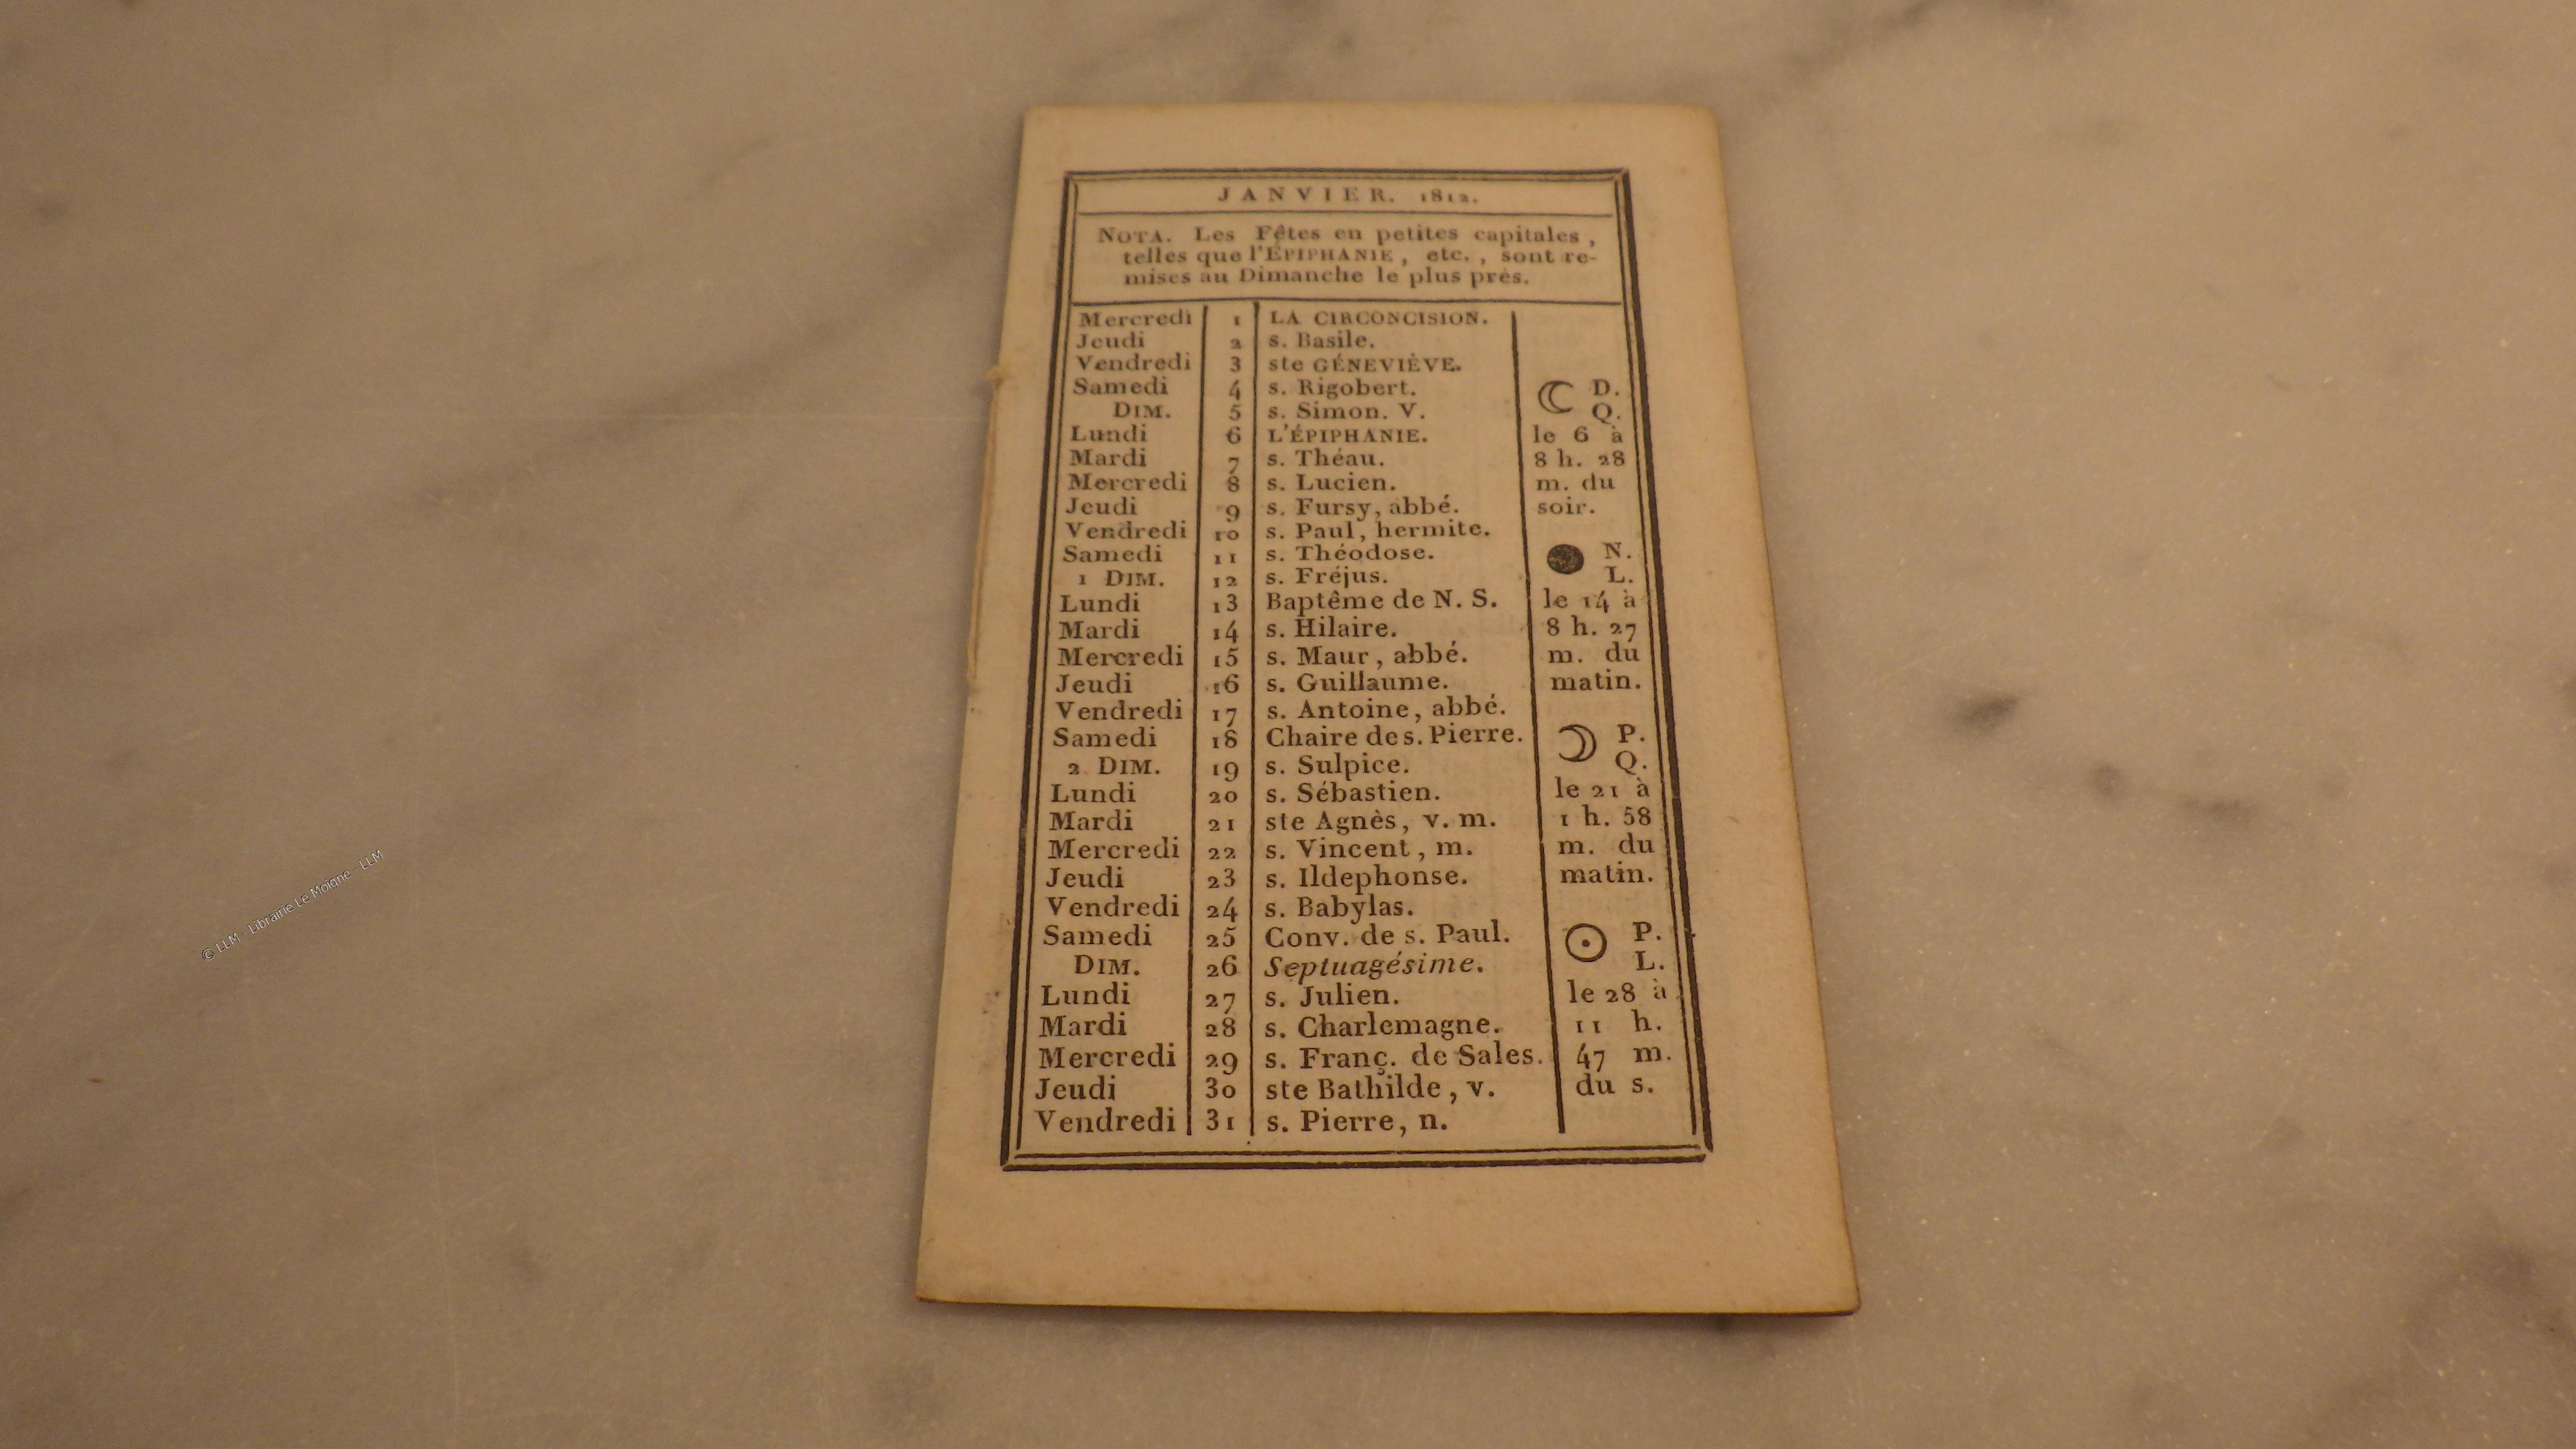 JANVIER. 1812.
NOTA. Les Fêtes en petites capitales,
telles que l'ÉPIPHANIE, etc., sont re-
mises au Dimanche le plus près.
Mercredi 1 LA CIRCONCISION.
Jeudi 2 s. Basile.
Vendredi 3 ste GÉNEVIÈVE.
Samedi 4 s. Rigobert. D.
DIM. 5 s. Simon. V. Q.
Lundi 6 L'ÉPIPHANIE. le 6 à
Mardi 7 s. Théau. 8 h. 28
Mercredi 8 s. Lucien. m. du
Jeudi 9 s. Fursy, abbé. soir.
Vendredi 10 s. Paul, hermite.
Samedi 11 s. Théodose. N.
1 DIM. 12 s. Fréjus. L.
Lundi 13 Baptême de N. S. le 14 à
Mardi 14 s. Hilaire. 8 h. 27
Mercredi 15 s. Maur, abbé. m. du
Jeudi 16 s. Guillaume. matin.
Vendredi 17 s. Antoine, abbé.
Samedi 18 Chaire de s. Pierre. P.
2 DIM. 19 s. Sulpice. Q.
Lundi 20 s. Sébastien. le 21 à
Mardi 21 ste Agnès, v. m. 1 h. 58
Mercredi 22 s. Vincent, m. m. du
Jeudi 23 s. Ildephonse. matin.
Vendredi 24 s. Babylas.
Samedi 25 Conv. de s. Paul. P.
DIM. 26 Septuagésime. L.
Lundi 27 s. Julien. le 28 à
Mardi 28 s. Charlemagne. 11 h.
Mercredi 29 s. Franç. de Sales. 47 m.
Jeudi 30 ste Bathilde, v. du s.
Vendredi 31 s. Pierre, n.
© LLM - Librairie Le Moigne - LLM